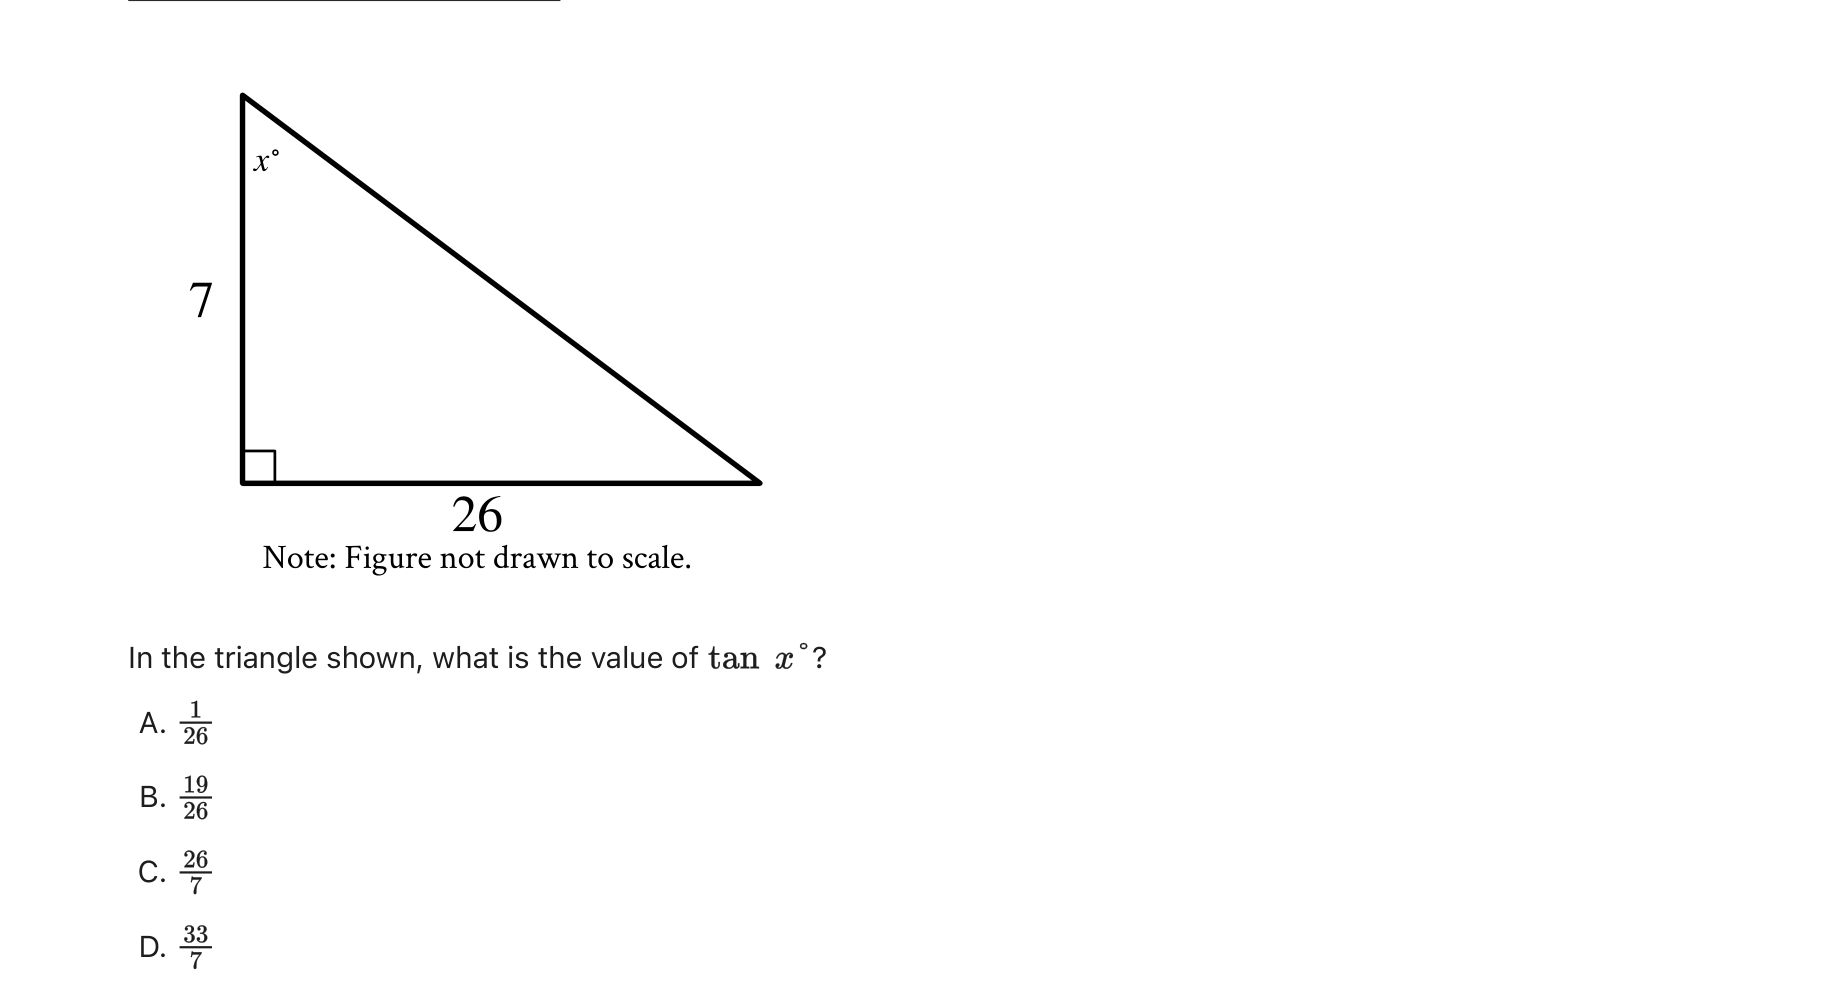 x°
7
26
Note: Figure not drawn to scale.
In the triangle shown, what is the value of tan x°?
A. 1/26
B. 19/26
C. 26/7
D. 33/7